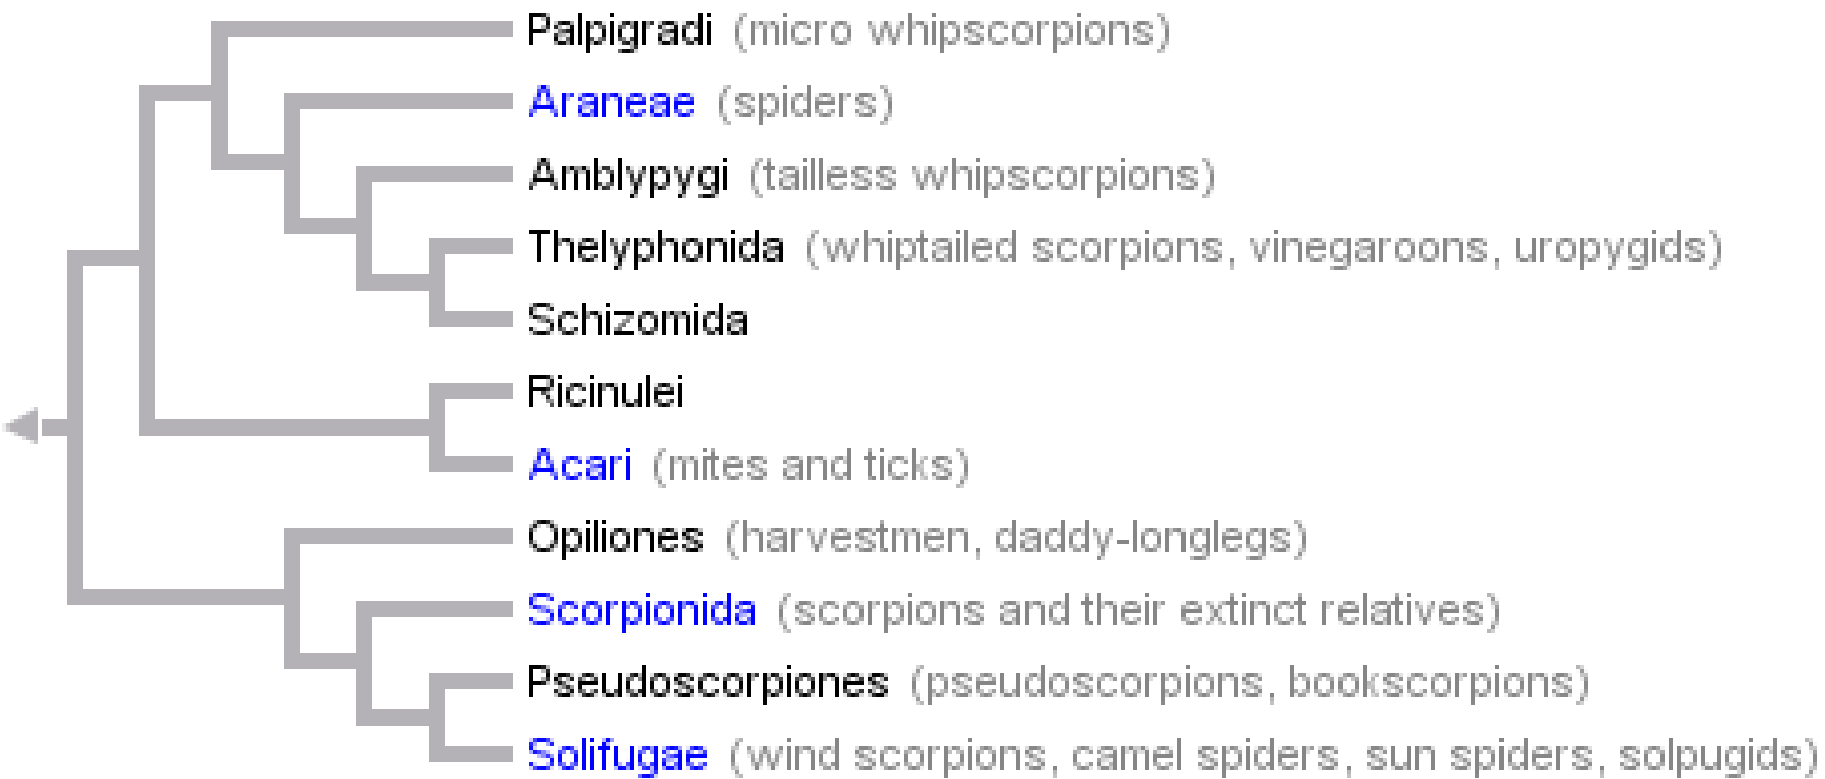 Palpigradi (micro whipscorpions)
Araneae (spiders)
Amblypygi (tailless whipscorpions)
Thelyphonida (whiptailed scorpions, vinegaroons, uropygids)
Schizomida
Ricinulei
Acari (mites and ticks)
Opiliones (harvestmen, daddy-longlegs)
Scorpionida (scorpions and their extinct relatives)
Pseudoscorpiones (pseudoscorpions, bookscorpions)
Solifugae (wind scorpions, camel spiders, sun spiders, solpugids)